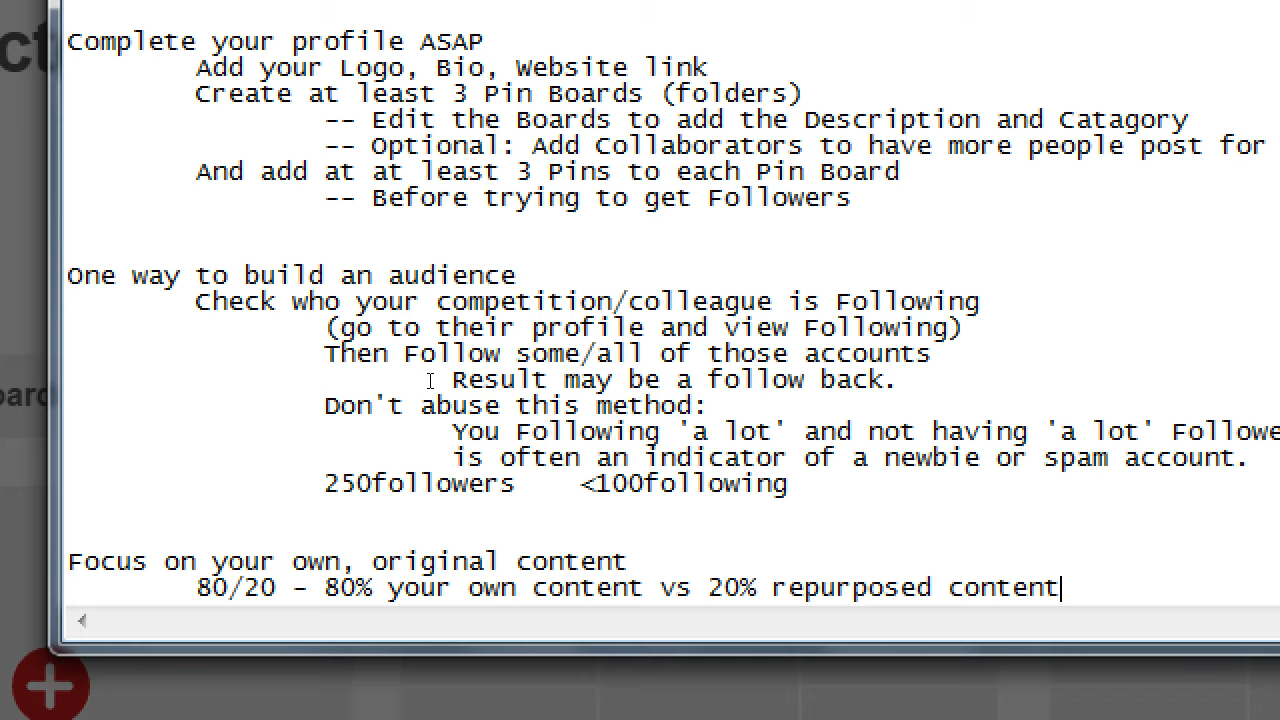 ct
Complete your profile ASAP
Add your Logo, Bio, Website link
Create at least 3 Pin Boards (folders)
-- Edit the Boards to add the Description and Catagory
-- Optional: Add Collaborators to have more people post for
And add at at least 3 Pins to each Pin Board
-- Before trying to get Followers
One way to build an audience
Check who your competition/colleague is Following
(go to their profile and view Following)
Then Follow some/all of those accounts
Result may be a follow back.
oard
Don't abuse this method:
You Following 'a lot' and not having 'a lot' Followe
is often an indicator of a newbie or spam account.
250followers <100following
Focus on your own, original content
80/20 - 80% your own content vs 20% repurposed content